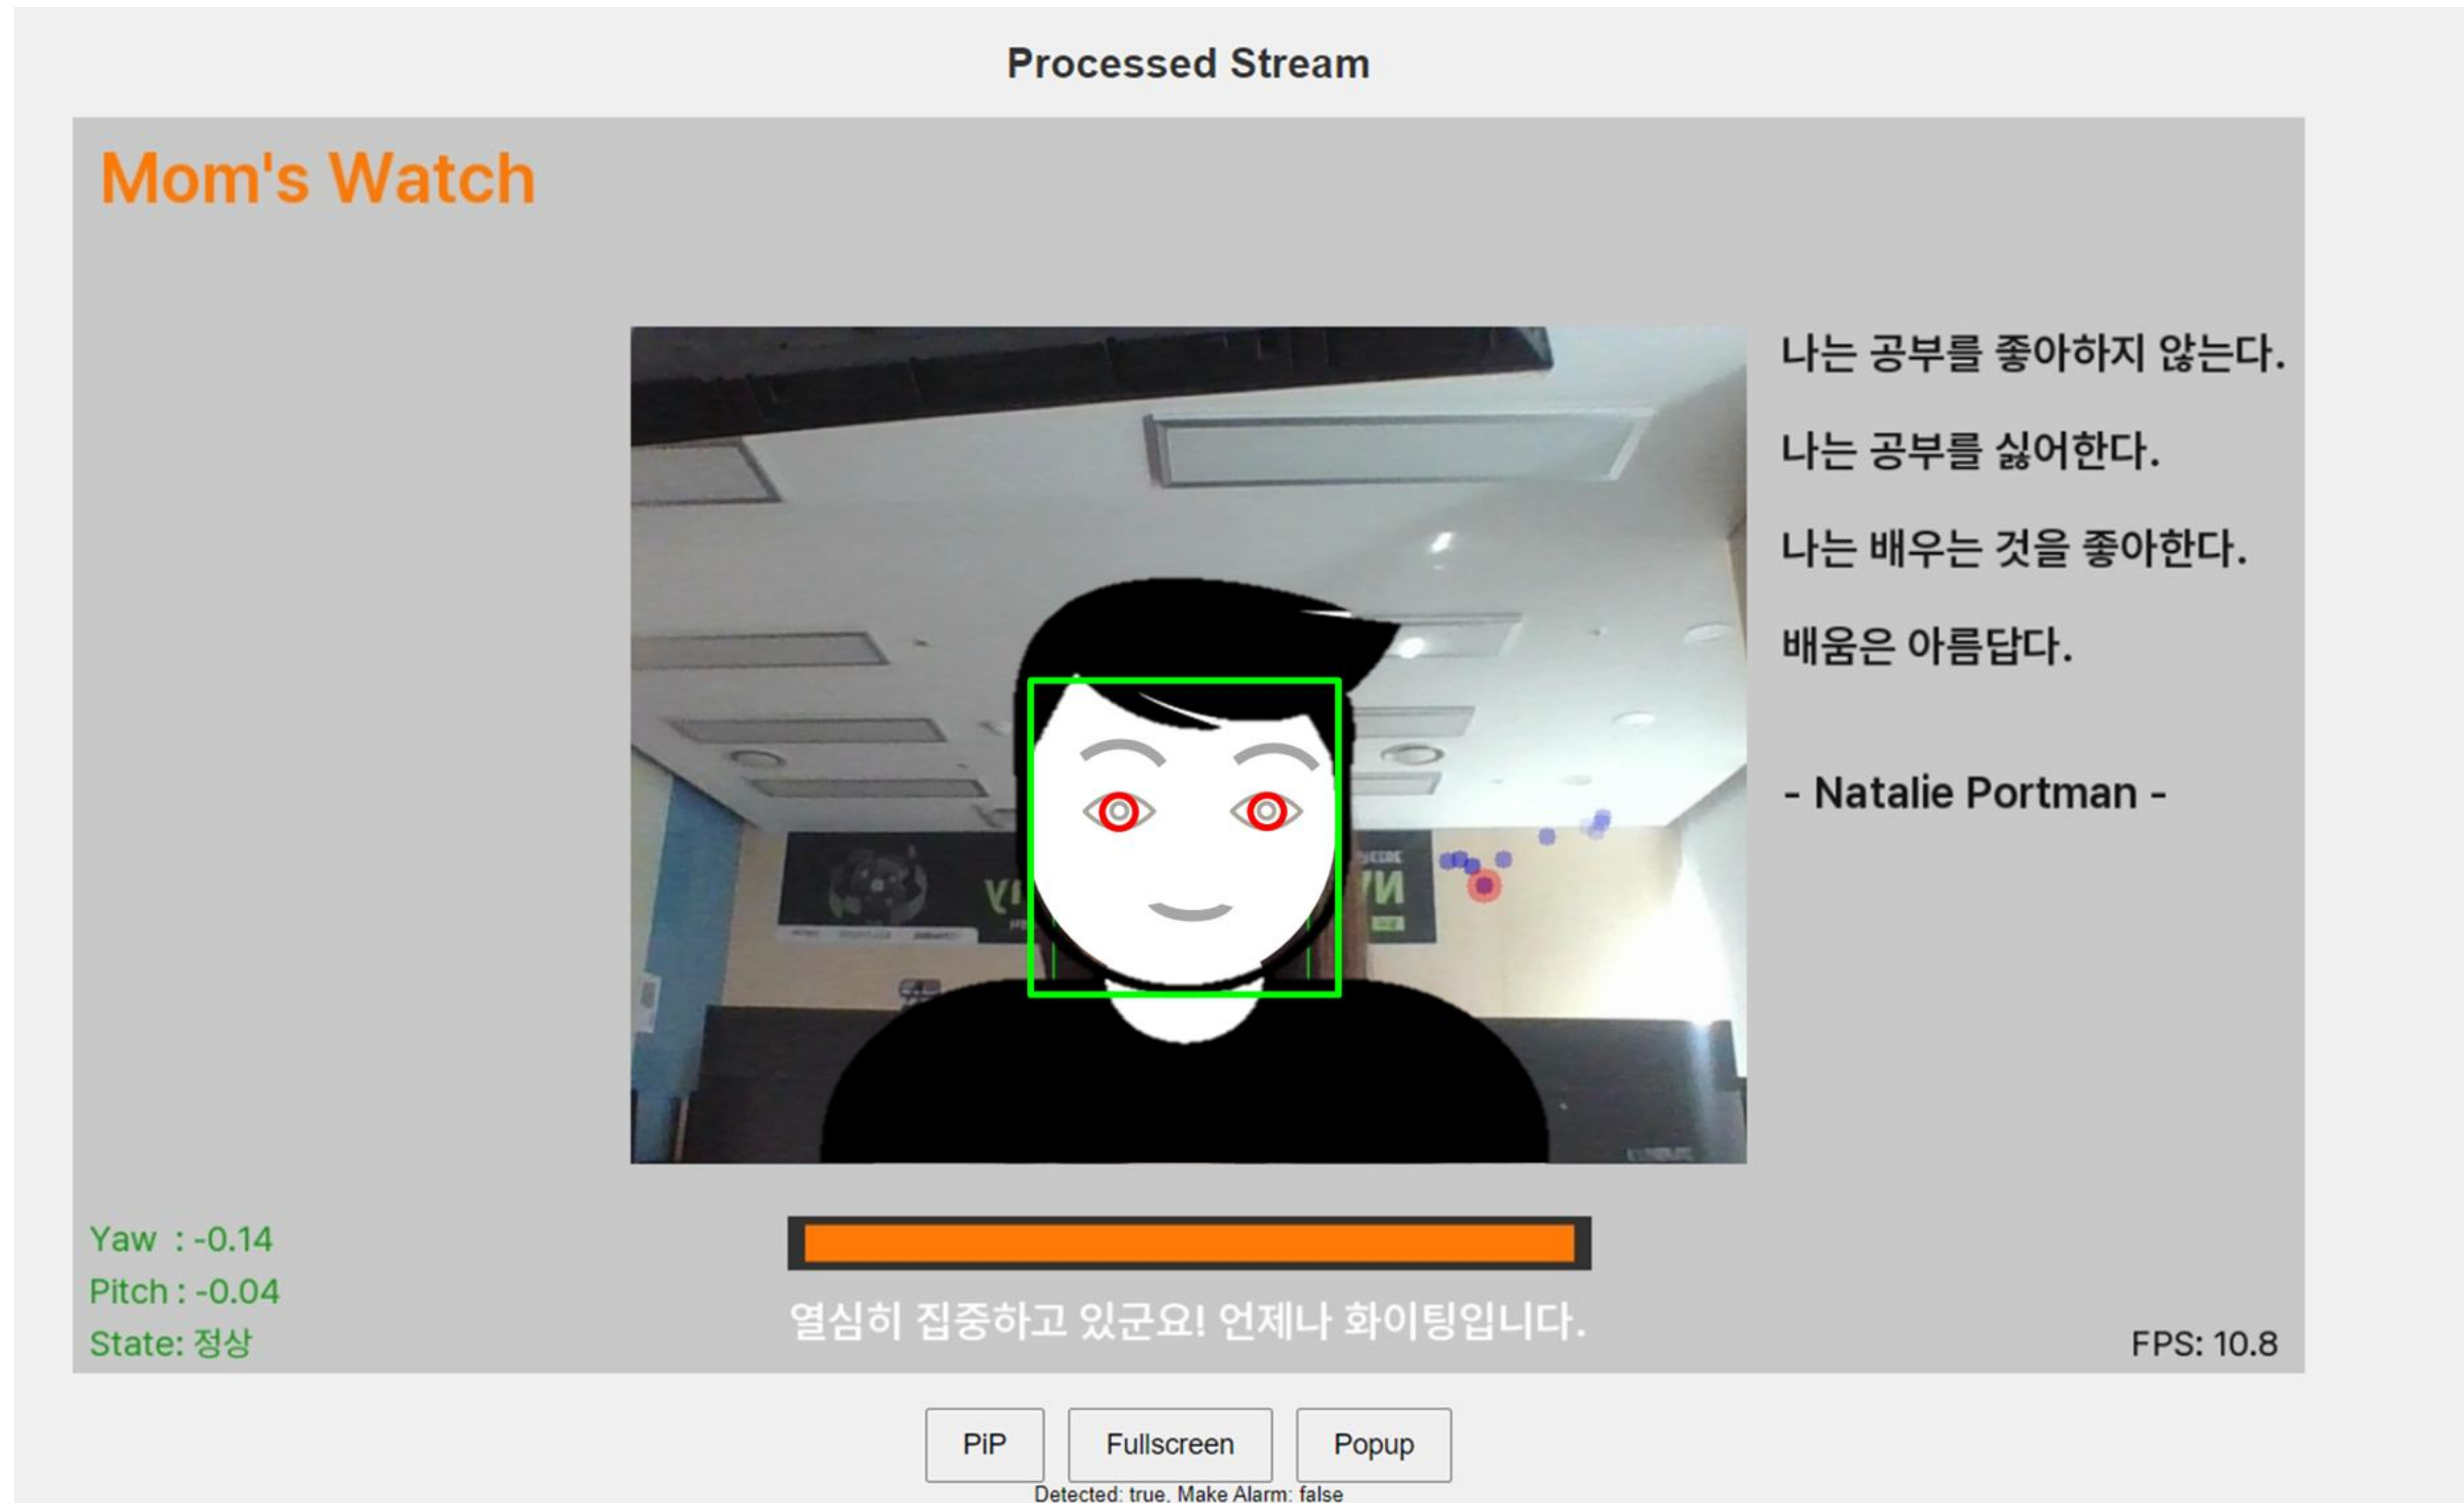 Processed Stream
Mom's Watch
나는 공부를 좋아하지 않는다.
나는 공부를 싫어한다.
나는 배우는 것을 좋아한다.
배움은 아름답다.
- Natalie Portman -
Yaw : -0.14
Pitch : -0.04
State: 정상
열심히 집중하고 있군요! 언제나 화이팅입니다.
FPS: 10.8
PiP
Fullscreen
Popup
Detected: true, Make Alarm: false